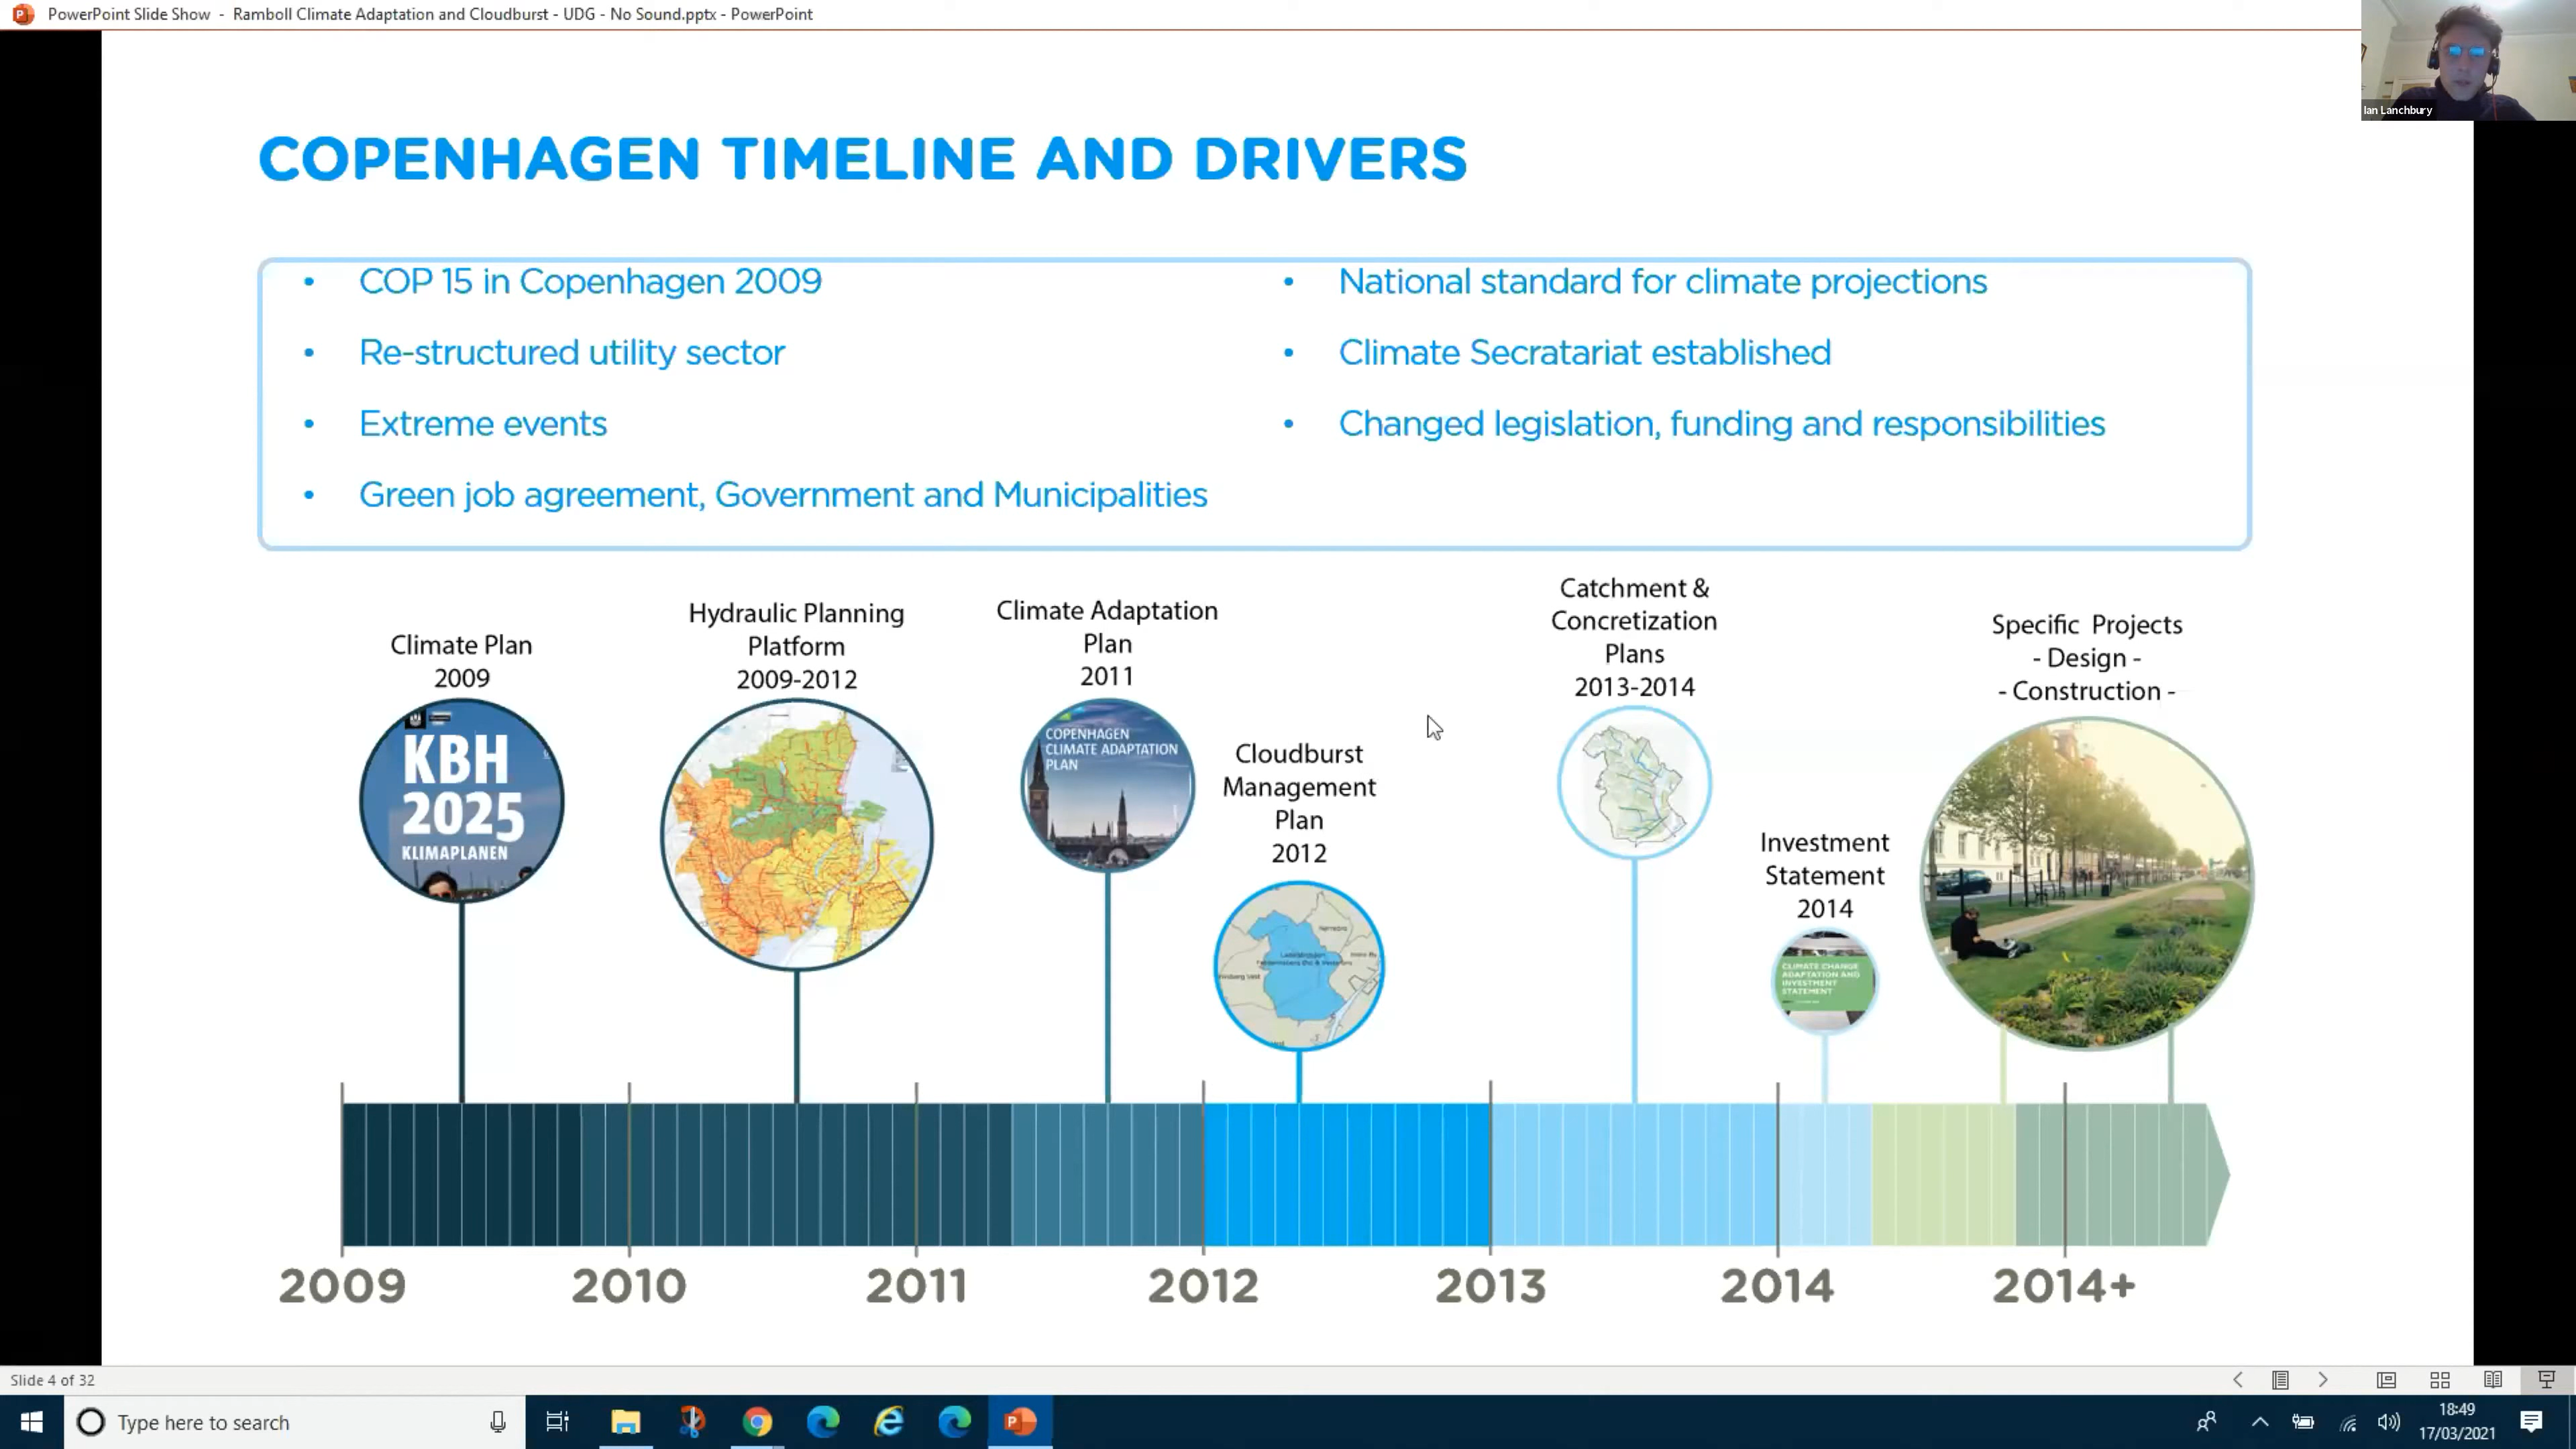 PowerPoint Slide Show - Ramboll Climate Adaptation and Cloudburst - UDG - No Sound.pptx - PowerPoint
Ian Lanchbury
COPENHAGEN TIMELINE AND DRIVERS
• COP 15 in Copenhagen 2009
• Re-structured utility sector
• Extreme events
• Green job agreement, Government and Municipalities
• National standard for climate projections
• Climate Secratariat established
• Changed legislation, funding and responsibilities
Climate Plan
2009
KBH
2025
KLIMAPLANEN
Hydraulic Planning
Platform
2009-2012
Climate Adaptation
Plan
2011
COPENHAGEN
CLIMATE ADAPTATION
PLAN
Cloudburst
Management
Plan
2012
Nørrebro
Catchment &
Concretization
Plans
2013-2014
Investment
Statement
2014
CLIMATE CHANGE
ADAPTATION AND
INVESTMENT
STATEMENT
Specific Projects
- Design -
- Construction -
2009
2010
2011
2012
2013
2014
2014+
Slide 4 of 32
Type here to search
18:49
17/03/2021